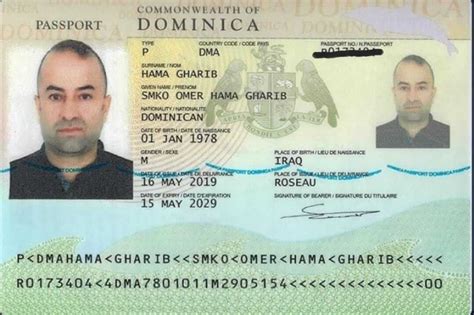 COMMONWEALTH OF
PASSPORT DOMINICA
TYPE COUNTRY CODE / CODE PAYS PASSPORT No / N. PASSEPORT
P DMA
SURNAME / NOM
HAMA GHARIB
GIVEN NAME / PRENOM
SMKO OMER HAMA GHARIB
NATIONALITY / NATIONALITE
DOMINICAN
DATE OF BIRTH / DATE DE NAISSANCE
01 JAN 1978
GENDER/SEXE PLACE OF BIRTH / LIEU DE NAISSANCE
M IRAQ
DATE OF ISSUE / DATE DE DELIVRANCE PLACE OF ISSUE / LIEU DE DELIVRANCE
16 MAY 2019 ROSEAU
DATE OF EXPIRY / DATE D'EXPIRATION SIGNATURE OF BEARER / SIGNATURE DU TITULAIRE
15 MAY 2029
P<DMAHAMA<GHARIB<<SMKO<OMER<HAMA<GHARIB<<<<<
R0173404<4DMA7801011M2905154<<<<<<<<<<<<<<00